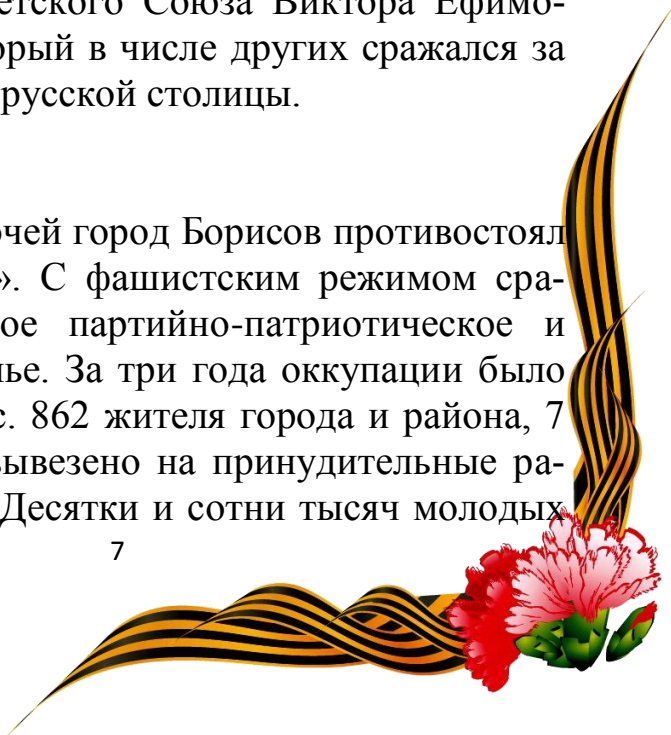 етского Союза Виктора Ефимо-
орый в числе других сражался за
русской столицы.
очей город Борисов противостоял
». С фашистским режимом сра-
ое партийно-патриотическое и
ье. За три года оккупации было
с. 862 жителя города и района, 7
вывезено на принудительные ра-
Десятки и сотни тысяч молодых
7